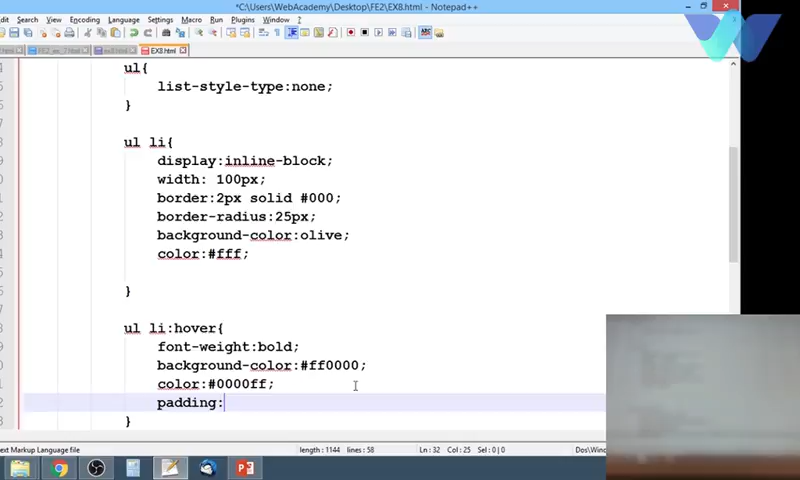 *C:\Users\WebAcademy\Desktop\FE2\EX8.html - Notepad++
Edit Search View Encoding Language Settings Macro Run Plugins Window ?
EX8.html
ul{
list-style-type:none;
}
ul li{
display:inline-block;
width: 100px;
border:2px solid #000;
border-radius:25px;
background-color:olive;
color:#fff;
}
ul li:hover{
font-weight:bold;
background-color:#ff0000;
color:#0000ff;
padding:
}
ext Markup Language file length : 1144 lines : 58 Ln : 32 Col : 25 Sel : 0 | 0 Dos\Window